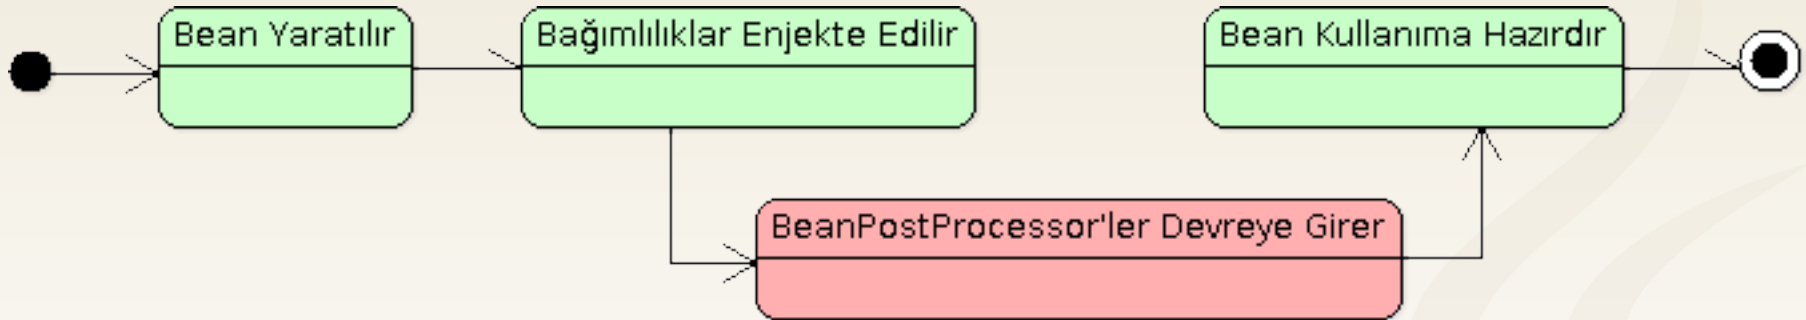 Bean Yaratılır
Bağımlılıklar Enjekte Edilir
BeanPostProcessor'ler Devreye Girer
Bean Kullanıma Hazırdır